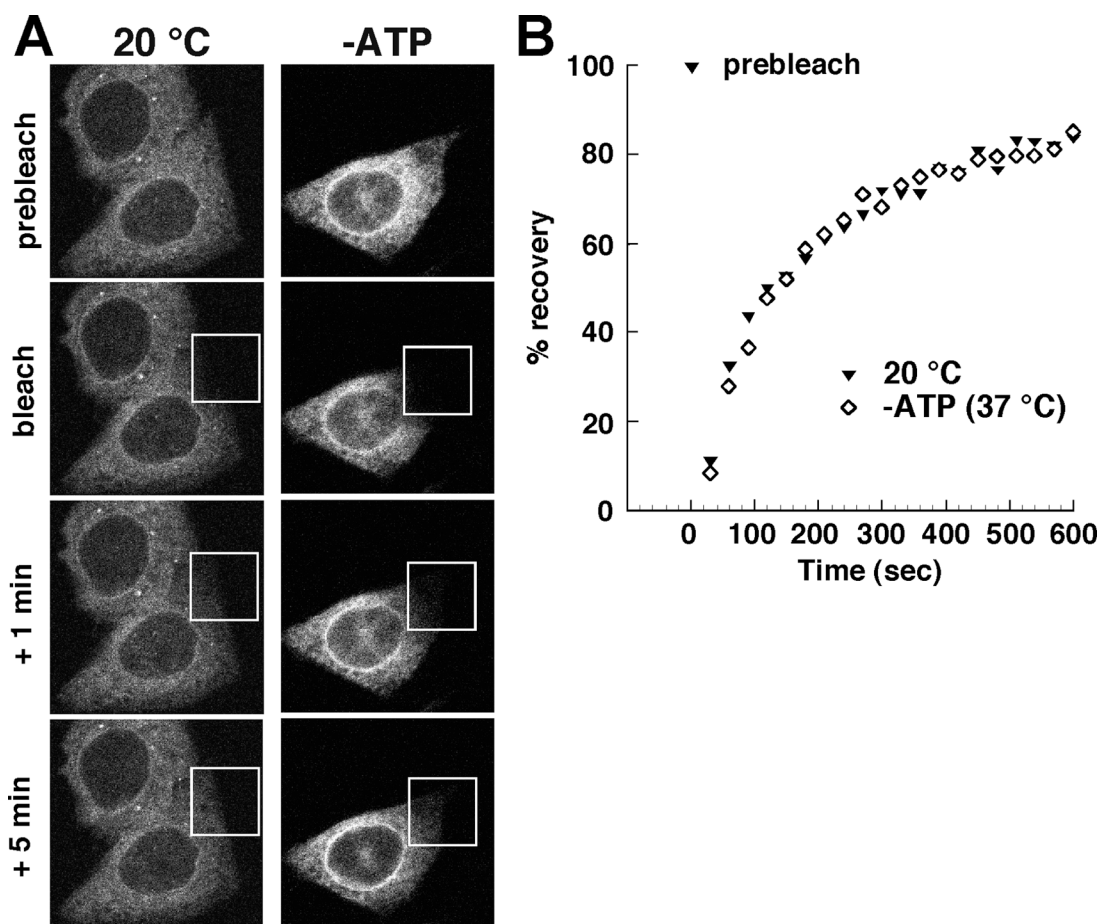 A
20 °C
-ATP
prebleach
bleach
+ 1 min
+ 5 min
B
100
80
60
40
20
0
% recovery
prebleach
20 °C
-ATP (37 °C)
0 100 200 300 400 500 600
Time (sec)